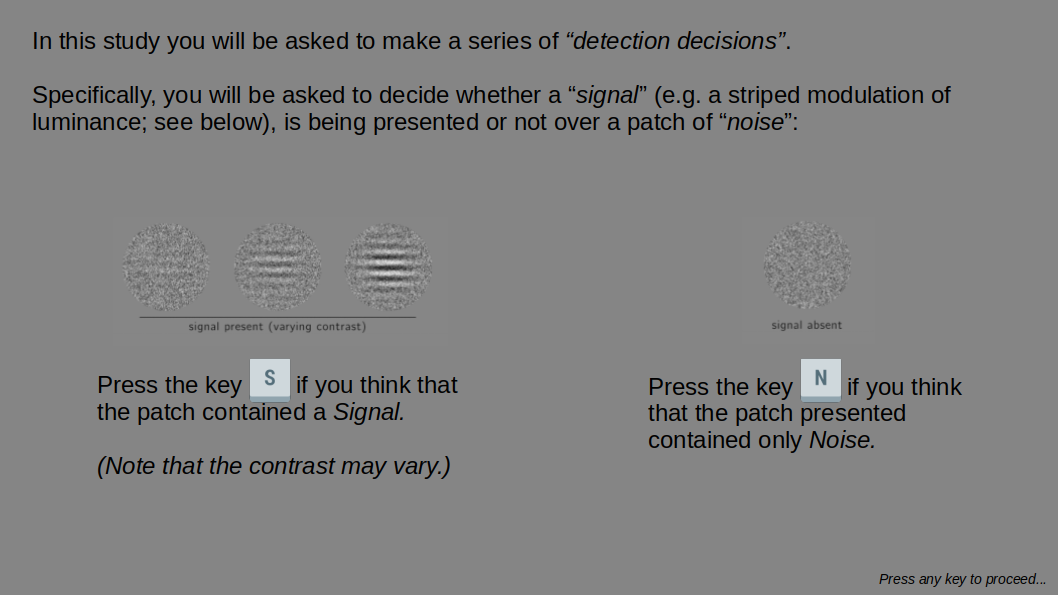 In this study you will be asked to make a series of “detection decisions”.
Specifically, you will be asked to decide whether a “signal” (e.g. a striped modulation of
luminance; see below), is being presented or not over a patch of “noise”:
signal present (varying contrast)
signal absent
Press the key S if you think that
the patch contained a Signal.
(Note that the contrast may vary.)
Press the key N if you think
that the patch presented
contained only Noise.
Press any key to proceed...